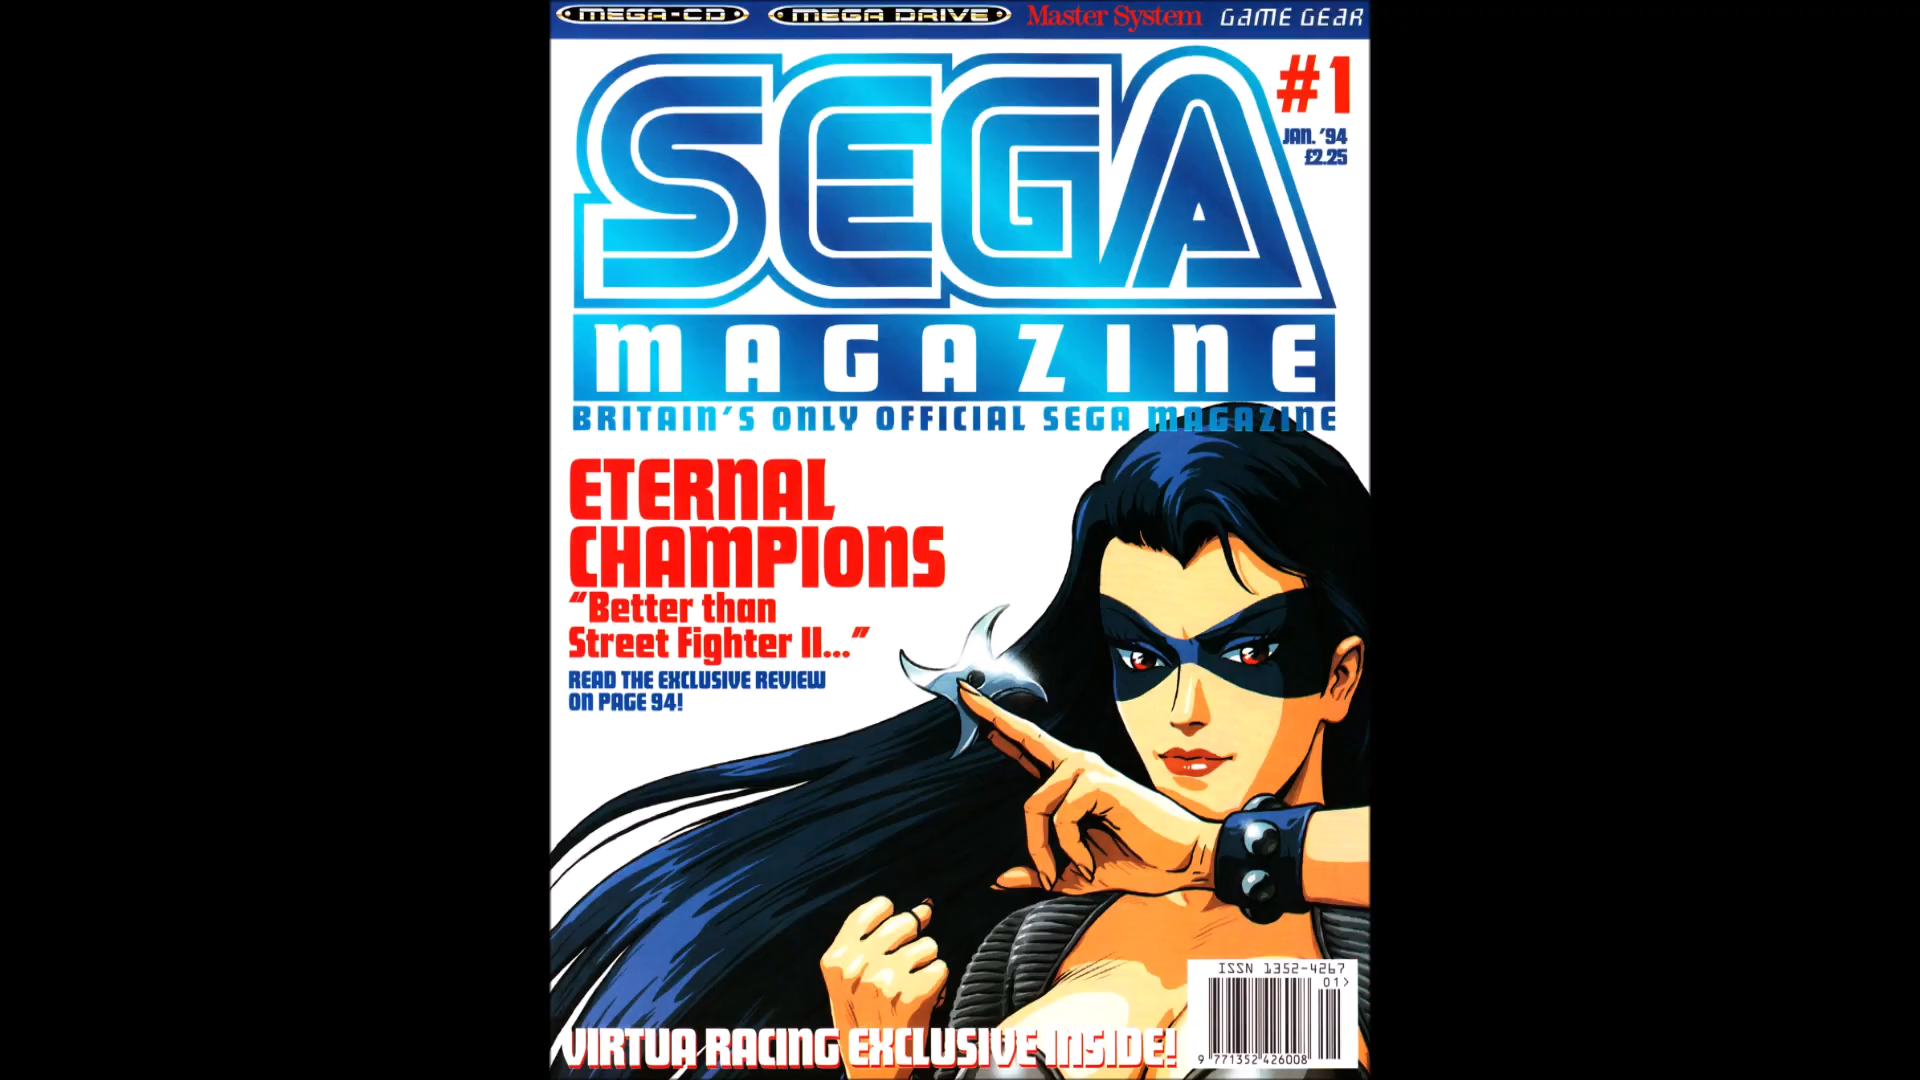 MEGA-CD MEGA DRIVE Master System GAME GEAR
SEGA
#1
JAN. '94
£2.25
MAGAZINE
BRITAIN'S ONLY OFFICIAL SEGA MAGAZINE
ETERNAL
CHAMPIONS
"Better than
Street Fighter II..."
READ THE EXCLUSIVE REVIEW
ON PAGE 94!
VIRTUA RACING EXCLUSIVE INSIDE!
ISSN 1352-4267
01>
9 771352 426008